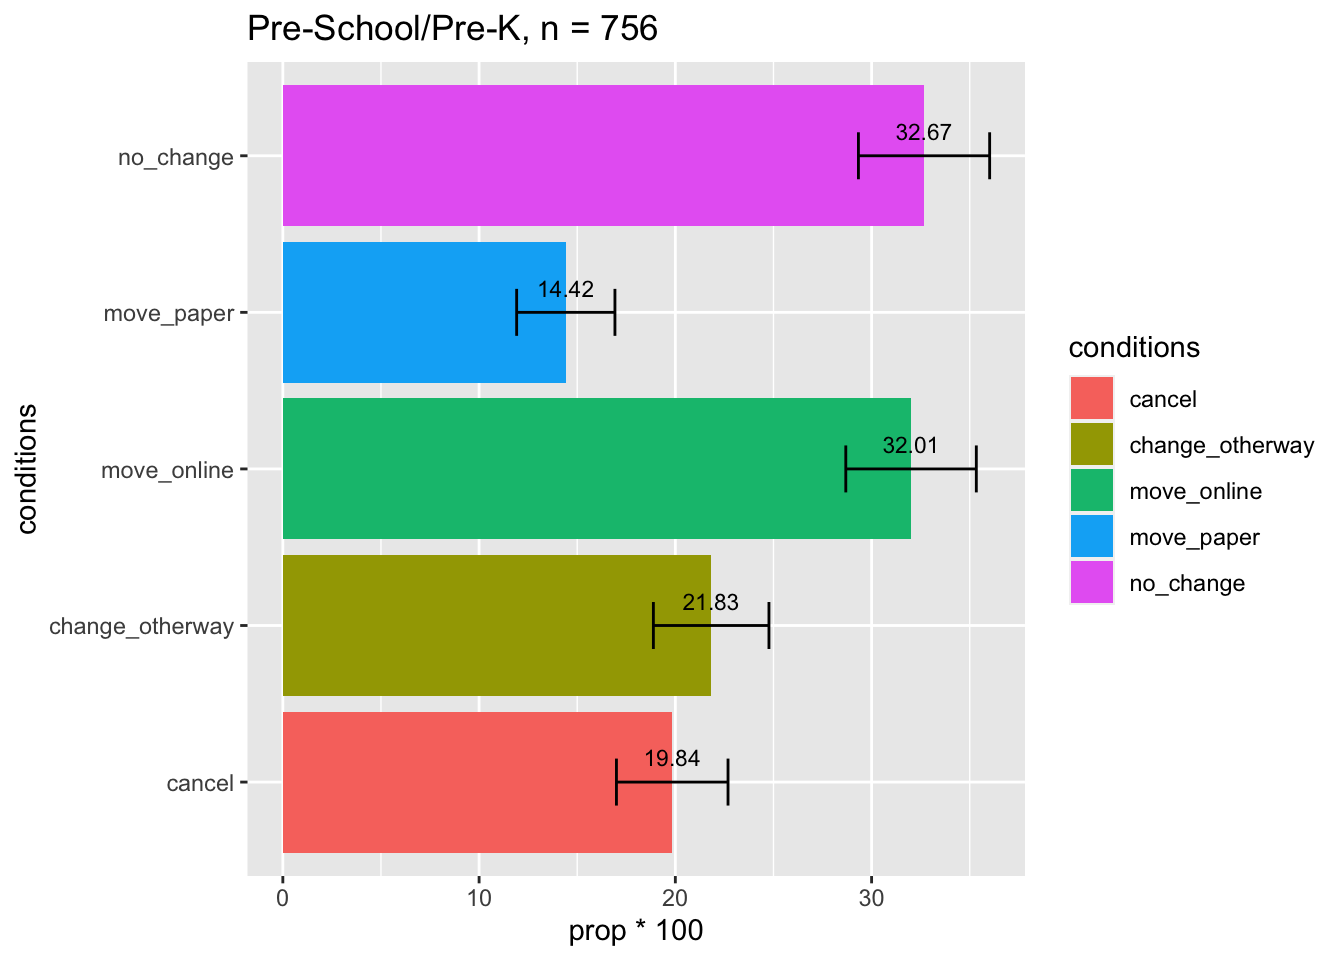 Pre-School/Pre-K, n = 756
conditions
no_change
32.67
move_paper
14.42
move_online
32.01
change_otherway
21.83
cancel
19.84
0 10 20 30
prop * 100
conditions
cancel
change_otherway
move_online
move_paper
no_change